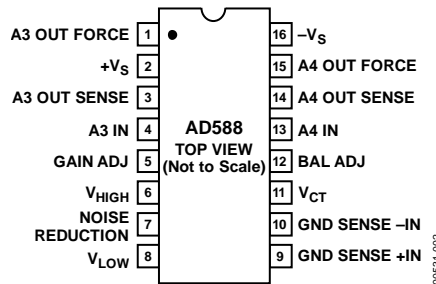 A3 OUT FORCE 1
+VS 2
A3 OUT SENSE 3
A3 IN 4
GAIN ADJ 5
VHIGH 6
NOISE
REDUCTION 7
VLOW 8
AD588
TOP VIEW
(Not to Scale)
16 –VS
15 A4 OUT FORCE
14 A4 OUT SENSE
13 A4 IN
12 BAL ADJ
11 VCT
10 GND SENSE –IN
9 GND SENSE +IN